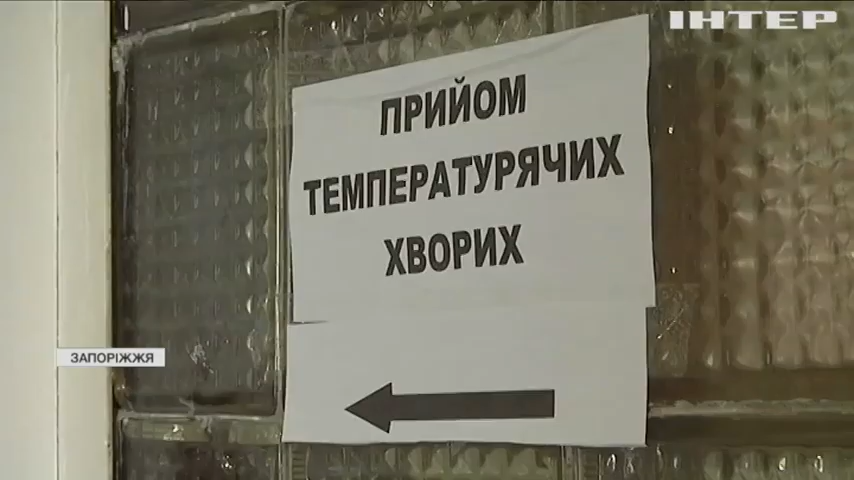 ІНТЕР
ПРИЙОМ
ТЕМПЕРАТУРЯЧИХ
ХВОРИХ
ЗАПОРІЖЖЯ